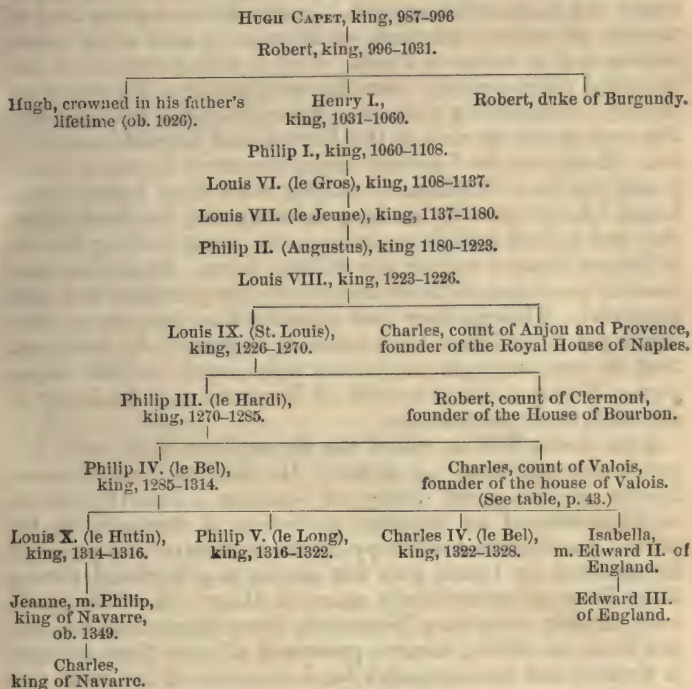 HUGH CAPET, king, 987-996
Robert, king, 996-1031.
Hugh, crowned in his father's
lifetime (ob. 1026).
Henry I.,
king, 1031-1060.
Robert, duke of Burgundy.
Philip I., king, 1060-1108.
Louis VI. (le Gros), king, 1108-1137.
Louis VII. (le Jeune), king, 1137-1180.
Philip II. (Augustus), king 1180-1223.
Louis VIII., king, 1223-1226.
Louis IX. (St. Louis),
king, 1226-1270.
Charles, count of Anjou and Provence,
founder of the Royal House of Naples.
Philip III. (le Hardi),
king, 1270-1285.
Robert, count of Clermont,
founder of the House of Bourbon.
Philip IV. (le Bel),
king, 1285-1314.
Charles, count of Valois,
founder of the house of Valois.
(See table, p. 43.)
Louis X. (le Hutin),
king, 1314-1316.
Philip V. (le Long),
king, 1316-1322.
Charles IV. (le Bel),
king, 1322-1328.
Isabella,
m. Edward II. of
England.
Jeanne, m. Philip,
king of Navarre,
ob. 1349.
Edward III.
of England.
Charles,
king of Navarre.